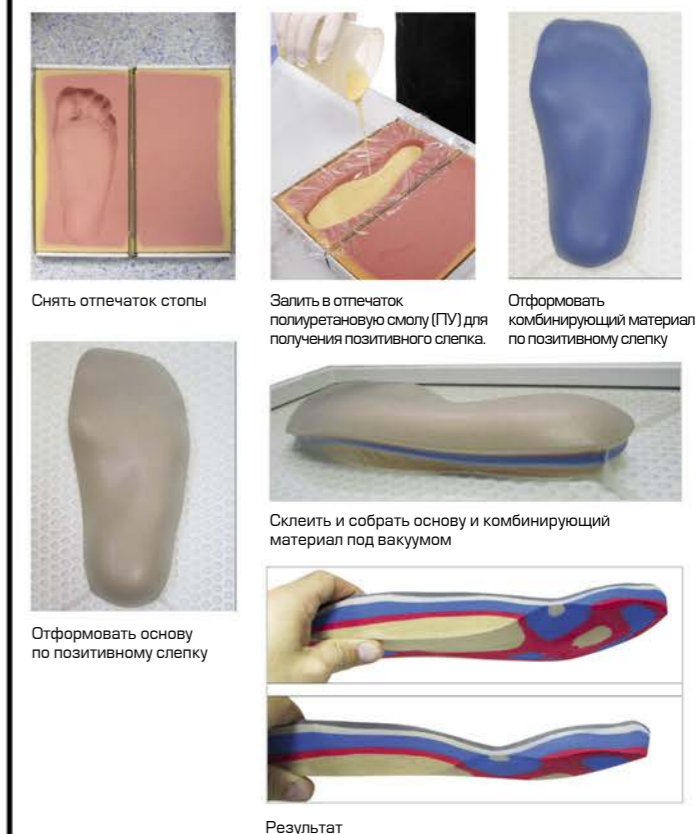 Снять отпечаток стопы
Залить в отпечаток
полиуретановую смолу (ПУ) для
получения позитивного слепка.
Отформовать
комбинирующий материал
по позитивному слепку
Отформовать основу
по позитивному слепку
Склеить и собрать основу и комбинирующий
материал под вакуумом
Результат